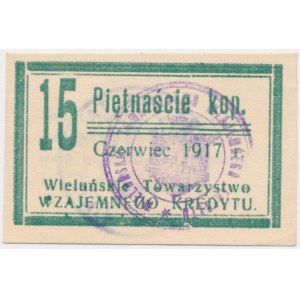 15 Piętnaście kop.
Czerwiec 1917
Wieluńskie Towarzystwo
WZAJEMNEGO KREDYTU.